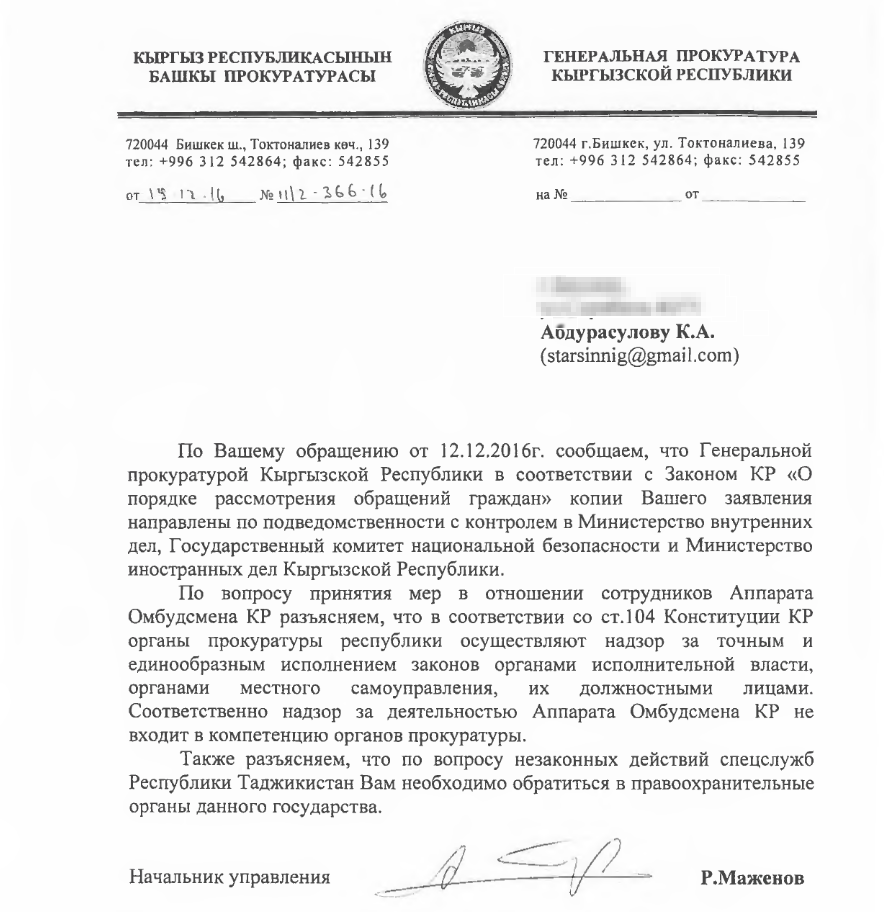 КЫРГЫЗ РЕСПУБЛИКАСЫНЫН
БАШКЫ ПРОКУРАТУРАСЫ
ГЕНЕРАЛЬНАЯ ПРОКУРАТУРА
КЫРГЫЗСКОЙ РЕСПУБЛИКИ
720044 Бишкек ш., Токтоналиев көч., 139
тел: +996 312 542864; факс: 542855
от 19.12.16 № 11/2-366-16
720044 г.Бишкек, ул. Токтоналиева, 139
тел: +996 312 542864; факс: 542855
на № от
Абдурасулову К.А.
(starsinnig@gmail.com)
По Вашему обращению от 12.12.2016г. сообщаем, что Генеральной
прокуратурой Кыргызской Республики в соответствии с Законом КР «О
порядке рассмотрения обращений граждан» копии Вашего заявления
направлены по подведомственности с контролем в Министерство внутренних
дел, Государственный комитет национальной безопасности и Министерство
иностранных дел Кыргызской Республики.
По вопросу принятия мер в отношении сотрудников Аппарата
Омбудсмена КР разъясняем, что в соответствии со ст.104 Конституции КР
органы прокуратуры республики осуществляют надзор за точным и
единообразным исполнением законов органами исполнительной власти,
органами местного самоуправления, их должностными лицами.
Соответственно надзор за деятельностью Аппарата Омбудсмена КР не
входит в компетенцию органов прокуратуры.
Также разъясняем, что по вопросу незаконных действий спецслужб
Республики Таджикистан Вам необходимо обратиться в правоохранительные
органы данного государства.
Начальник управления
Р.Маженов